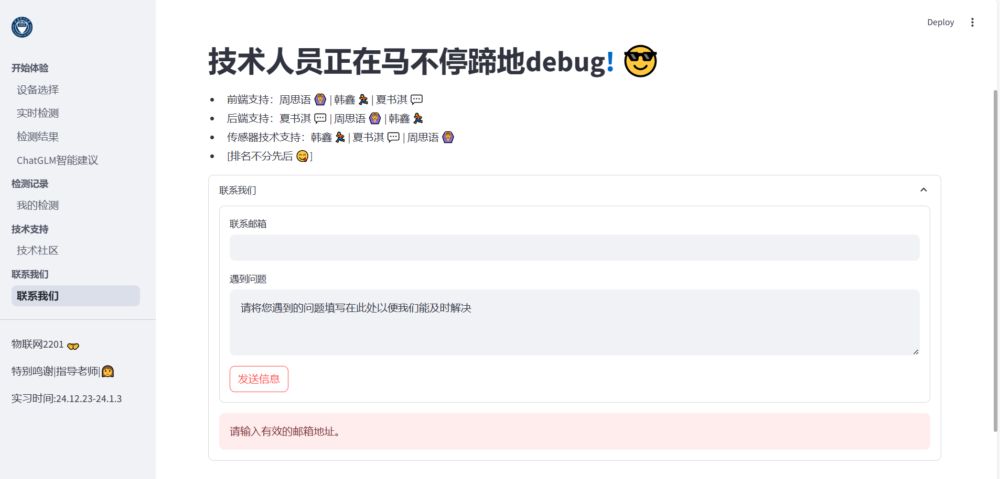 开始体验
设备选择
实时检测
检测结果
ChatGLM智能建议
检测记录
我的检测
技术支持
技术社区
联系我们
联系我们
物联网2201
特别鸣谢|指导老师|👩
实习时间:24.12.23-24.1.3
Deploy
技术人员正在马不停蹄地debug! 😎
前端支持：周思语 🙆 | 韩鑫 🏃 | 夏书淇 💬
后端支持：夏书淇 💬 | 周思语 🙆 | 韩鑫 🏃
传感器技术支持：韩鑫 🏃 | 夏书淇 💬 | 周思语 🙆
[排名不分先后 😋]
联系我们
联系邮箱
遇到问题
请将您遇到的问题填写在此处以便我们能及时解决
发送信息
请输入有效的邮箱地址。